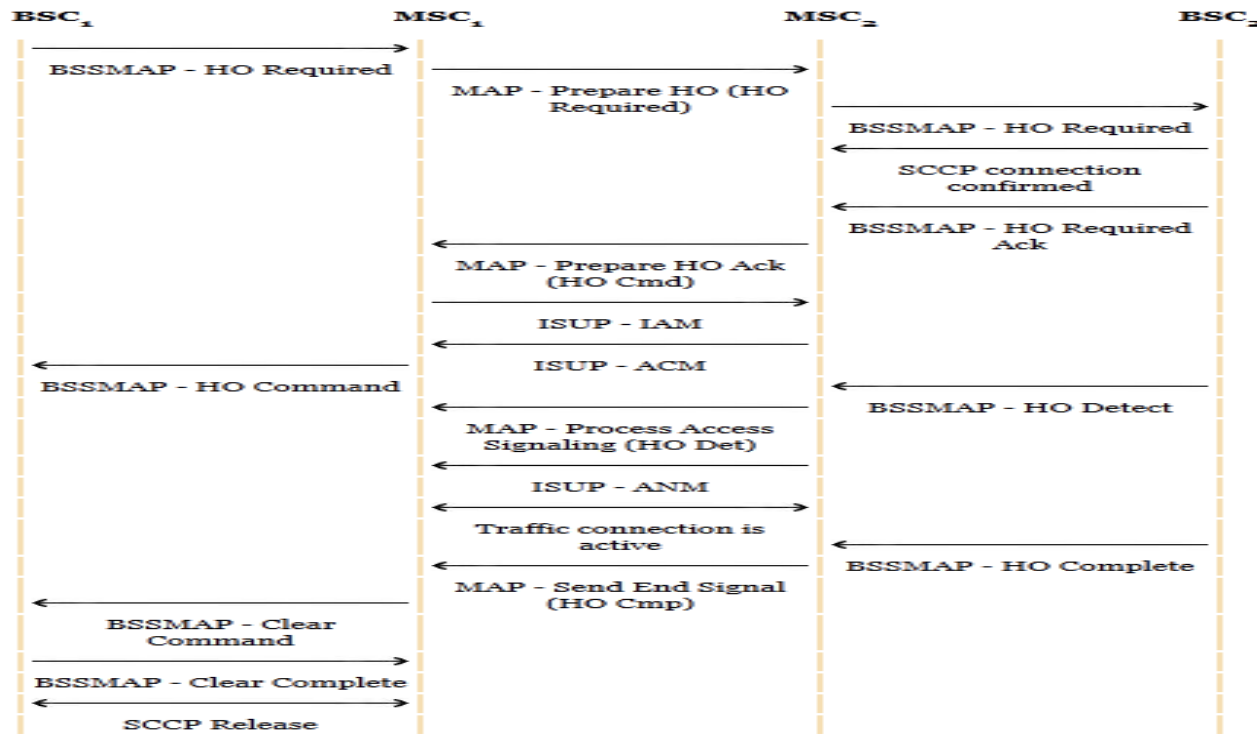 BSC₁ MSC₁ MSC₂ BSC₂
BSSMAP - HO Required
MAP - Prepare HO (HO
Required)
BSSMAP - HO Required
SCCP connection
confirmed
BSSMAP - HO Required
Ack
MAP - Prepare HO Ack
(HO Cmd)
ISUP - IAM
ISUP - ACM
BSSMAP - HO Command
BSSMAP - HO Detect
MAP - Process Access
Signaling (HO Det)
ISUP - ANM
Traffic connection is
active
BSSMAP - HO Complete
MAP - Send End Signal
(HO Cmp)
BSSMAP - Clear
Command
BSSMAP - Clear Complete
SCCP Release